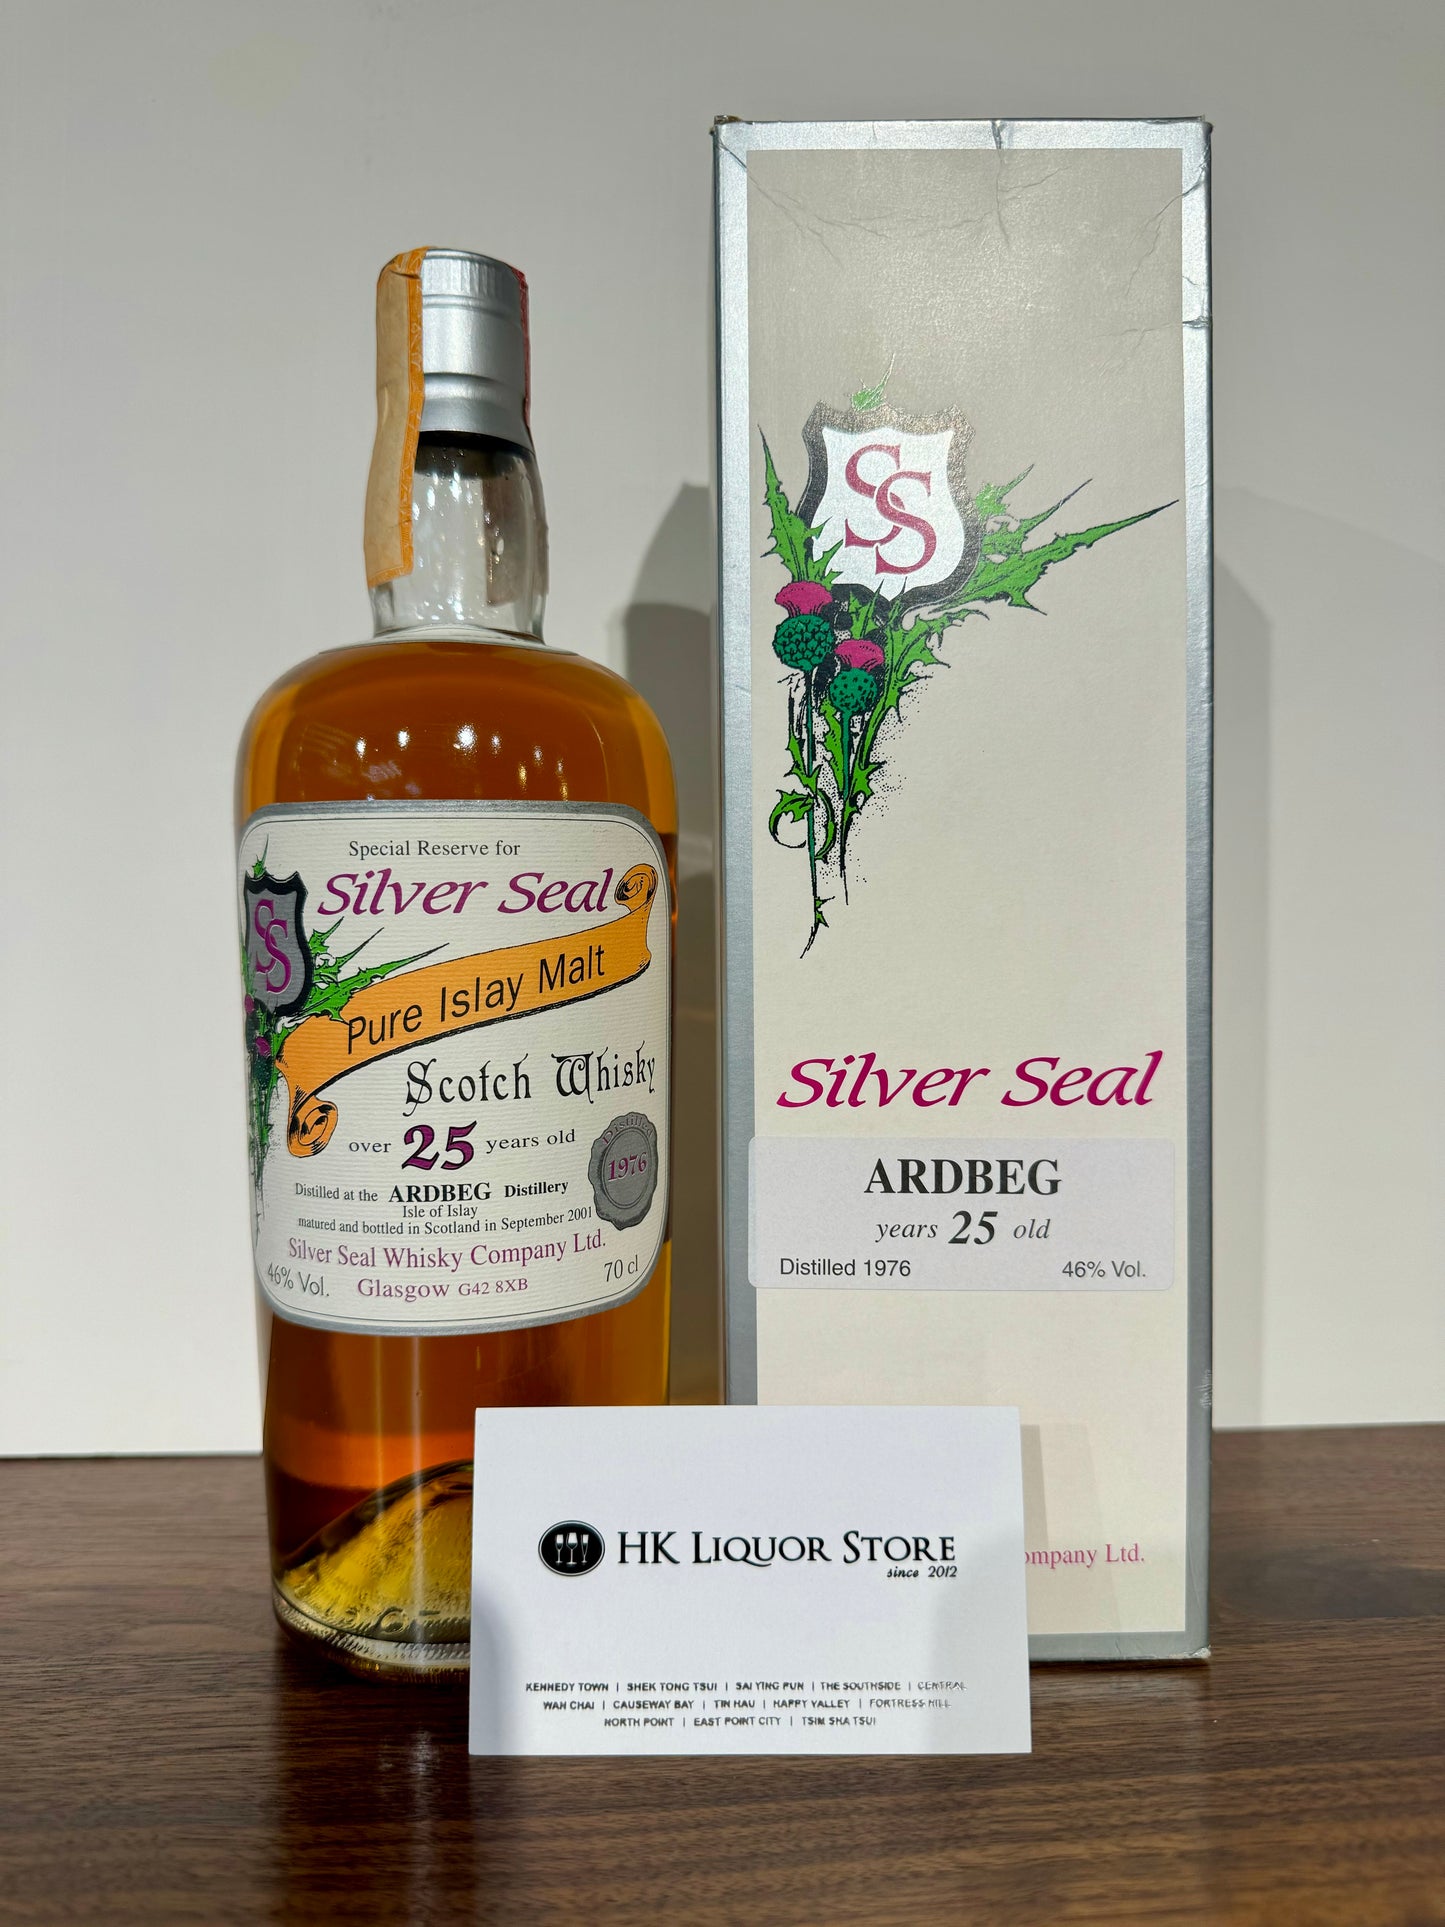 Special Reserve for
Silver Seal
SS
Pure Islay Malt
Scotch Whisky
over 25 years old
Distilled
1976
Distilled at the ARDBEG Distillery
Isle of Islay
matured and bottled in Scotland in September 2001
Silver Seal Whisky Company Ltd.
46% Vol. Glasgow G42 8XB 70 cl
SS
Silver Seal
ARDBEG
years 25 old
Distilled 1976 46% Vol.
ompany Ltd.
HK LIQUOR STORE
since 2012
KENNEDY TOWN | SHEK TONG TSUI | SAI YING PUN | THE SOUTHSIDE | CENTRAL
WAN CHAI | CAUSEWAY BAY | TIN HAU | HAPPY VALLEY | FORTRESS HILL
NORTH POINT | EAST POINT CITY | TSIM SHA TSUI